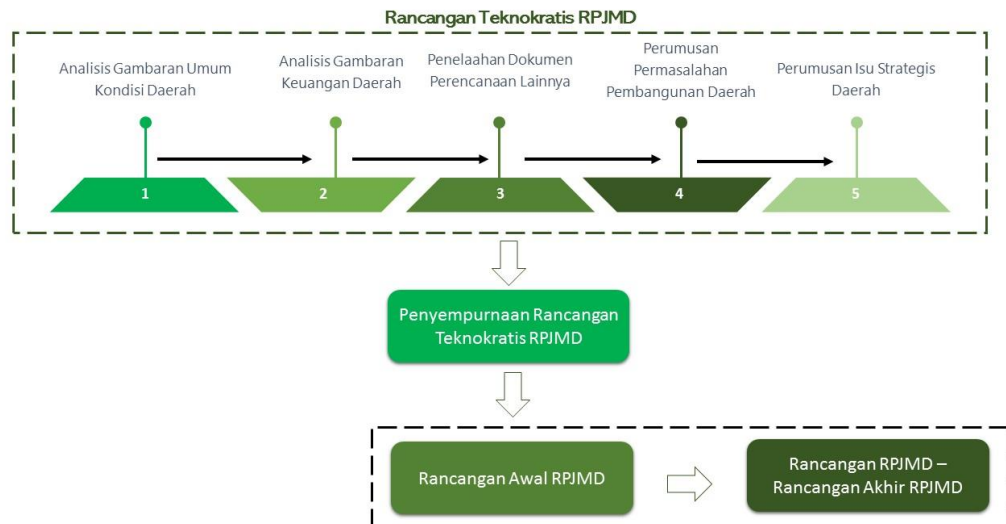 Rancangan Teknokratis RPJMD
Analisis Gambaran Umum
Kondisi Daerah
Analisis Gambaran
Keuangan Daerah
Penelaahan Dokumen
Perencanaan Lainnya
Perumusan
Permasalahan
Pembangunan Daerah
Perumusan Isu Strategis
Daerah
1
2
3
4
5
Penyempurnaan Rancangan
Teknokratis RPJMD
Rancangan Awal RPJMD
Rancangan RPJMD –
Rancangan Akhir RPJMD